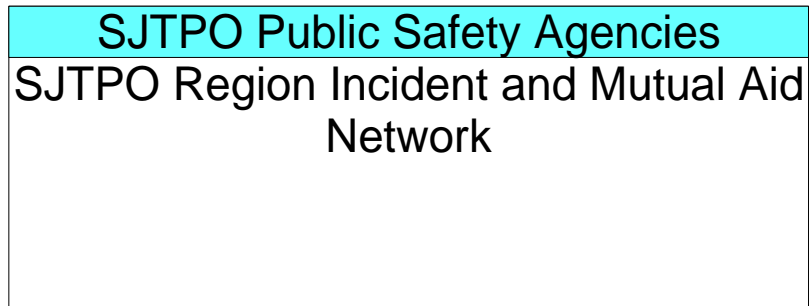 SJTPO Public Safety Agencies
SJTPO Region Incident and Mutual Aid
Network